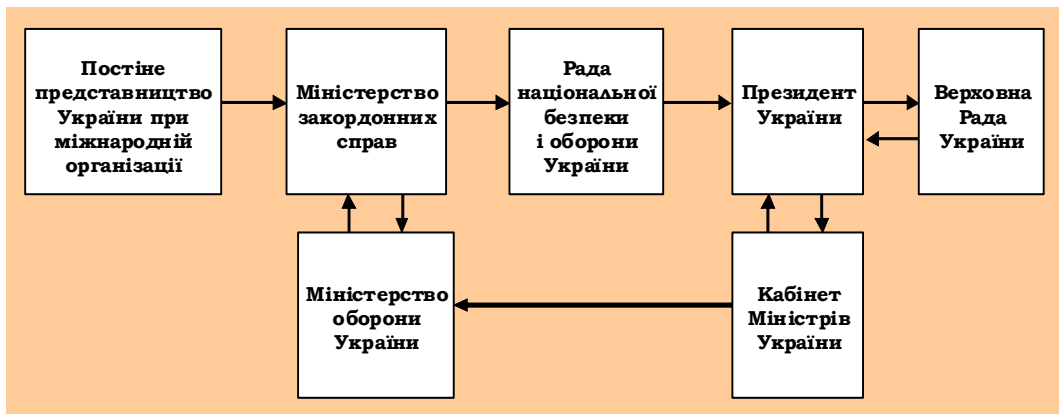 Постіне
представництво
України при
міжнародній
організації
Міністерство
закордонних
справ
Рада
національної
безпеки
і оборони
України
Президент
України
Верховна
Рада
України
Міністерство
оборони
України
Кабінет
Міністрів
України